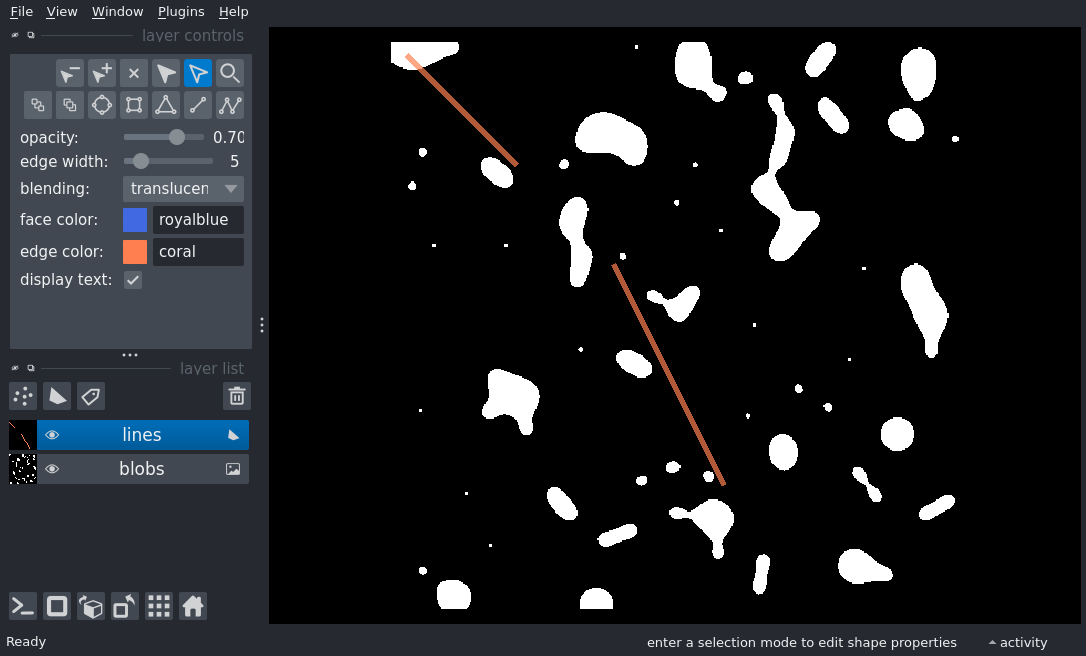 File View Window Plugins Help
layer controls
opacity: 0.70
edge width: 5
blending: translucen
face color: royalblue
edge color: coral
display text:
layer list
lines
blobs
Ready enter a selection mode to edit shape properties activity